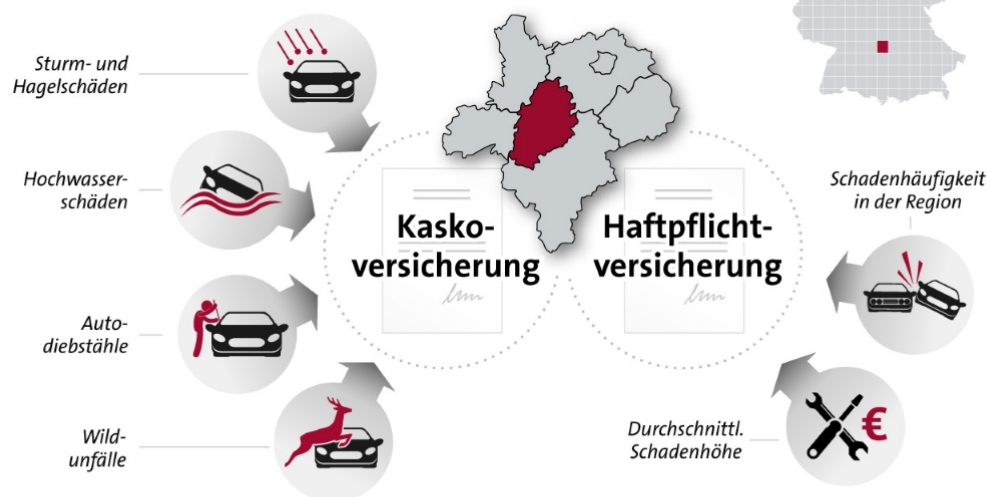 Sturm- und
Hagelschäden
Hochwasser-
schäden
Auto-
diebstähle
Wild-
unfälle
Kasko-
versicherung
Haftpflicht-
versicherung
Schadenhäufigkeit
in der Region
Durchschnittl.
Schadenhöhe
€